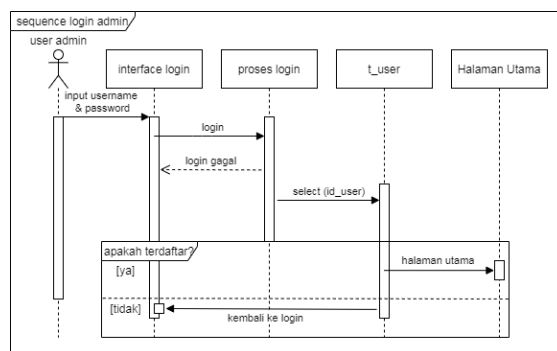 sequence login admin
user admin
interface login
proses login
t_user
Halaman Utama
input username
& password
login
login gagal
select (id_user)
apakah terdaftar?
[ya]
halaman utama
[tidak]
kembali ke login